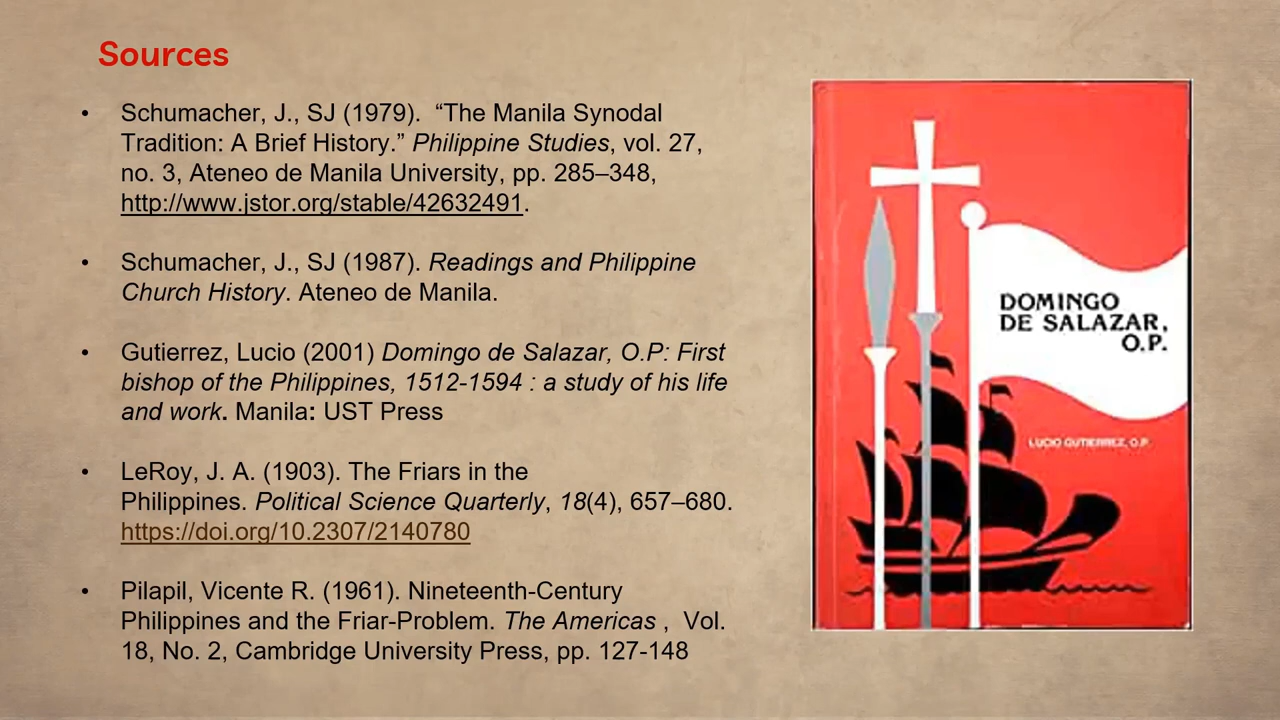 Sources
• Schumacher, J., SJ (1979).  “The Manila Synodal
Tradition: A Brief History.” Philippine Studies, vol. 27,
no. 3, Ateneo de Manila University, pp. 285–348,
http://www.jstor.org/stable/42632491.
• Schumacher, J., SJ (1987). Readings and Philippine
Church History. Ateneo de Manila.
• Gutierrez, Lucio (2001) Domingo de Salazar, O.P: First
bishop of the Philippines, 1512-1594 : a study of his life
and work. Manila: UST Press
• LeRoy, J. A. (1903). The Friars in the
Philippines. Political Science Quarterly, 18(4), 657–680.
https://doi.org/10.2307/2140780
• Pilapil, Vicente R. (1961). Nineteenth-Century
Philippines and the Friar-Problem. The Americas ,  Vol.
18, No. 2, Cambridge University Press, pp. 127-148
DOMINGO
DE SALAZAR,
O.P.
LUCIO GUTIERREZ, O.P.